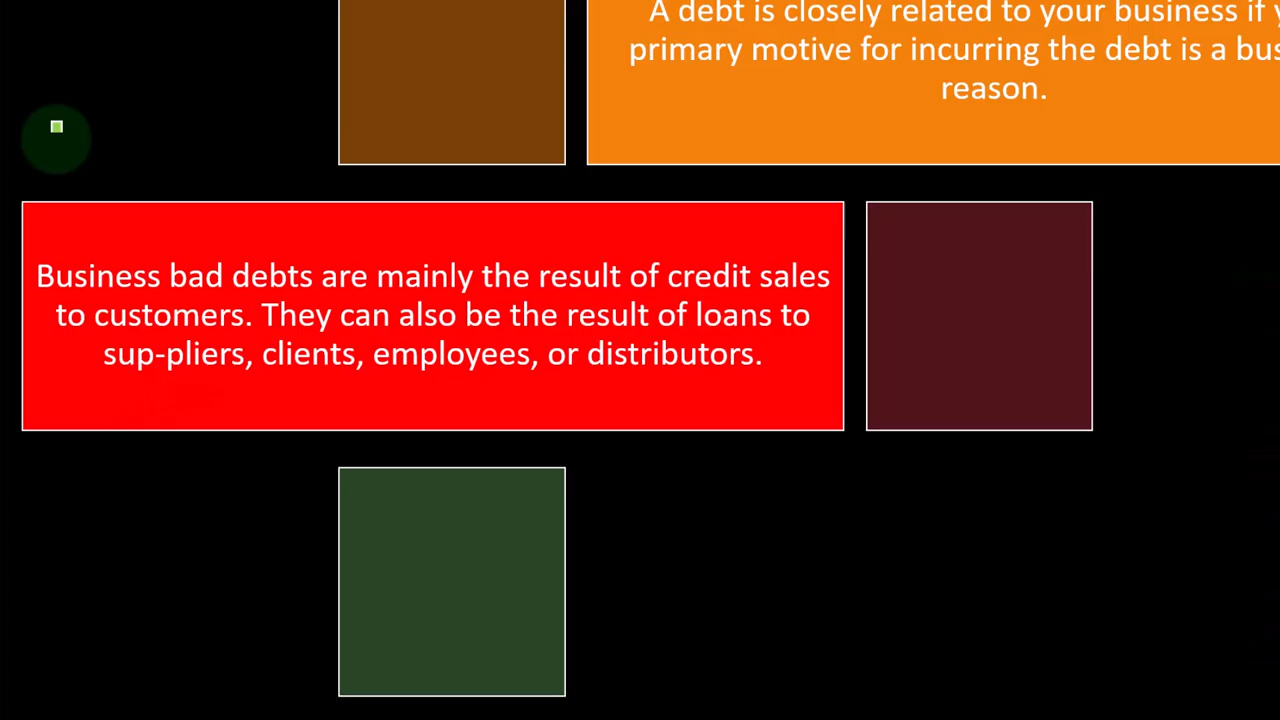 A debt is closely related to your business if
primary motive for incurring the debt is a
reason.
Business bad debts are mainly the result of credit sales
to customers. They can also be the result of loans to
sup-pliers, clients, employees, or distributors.